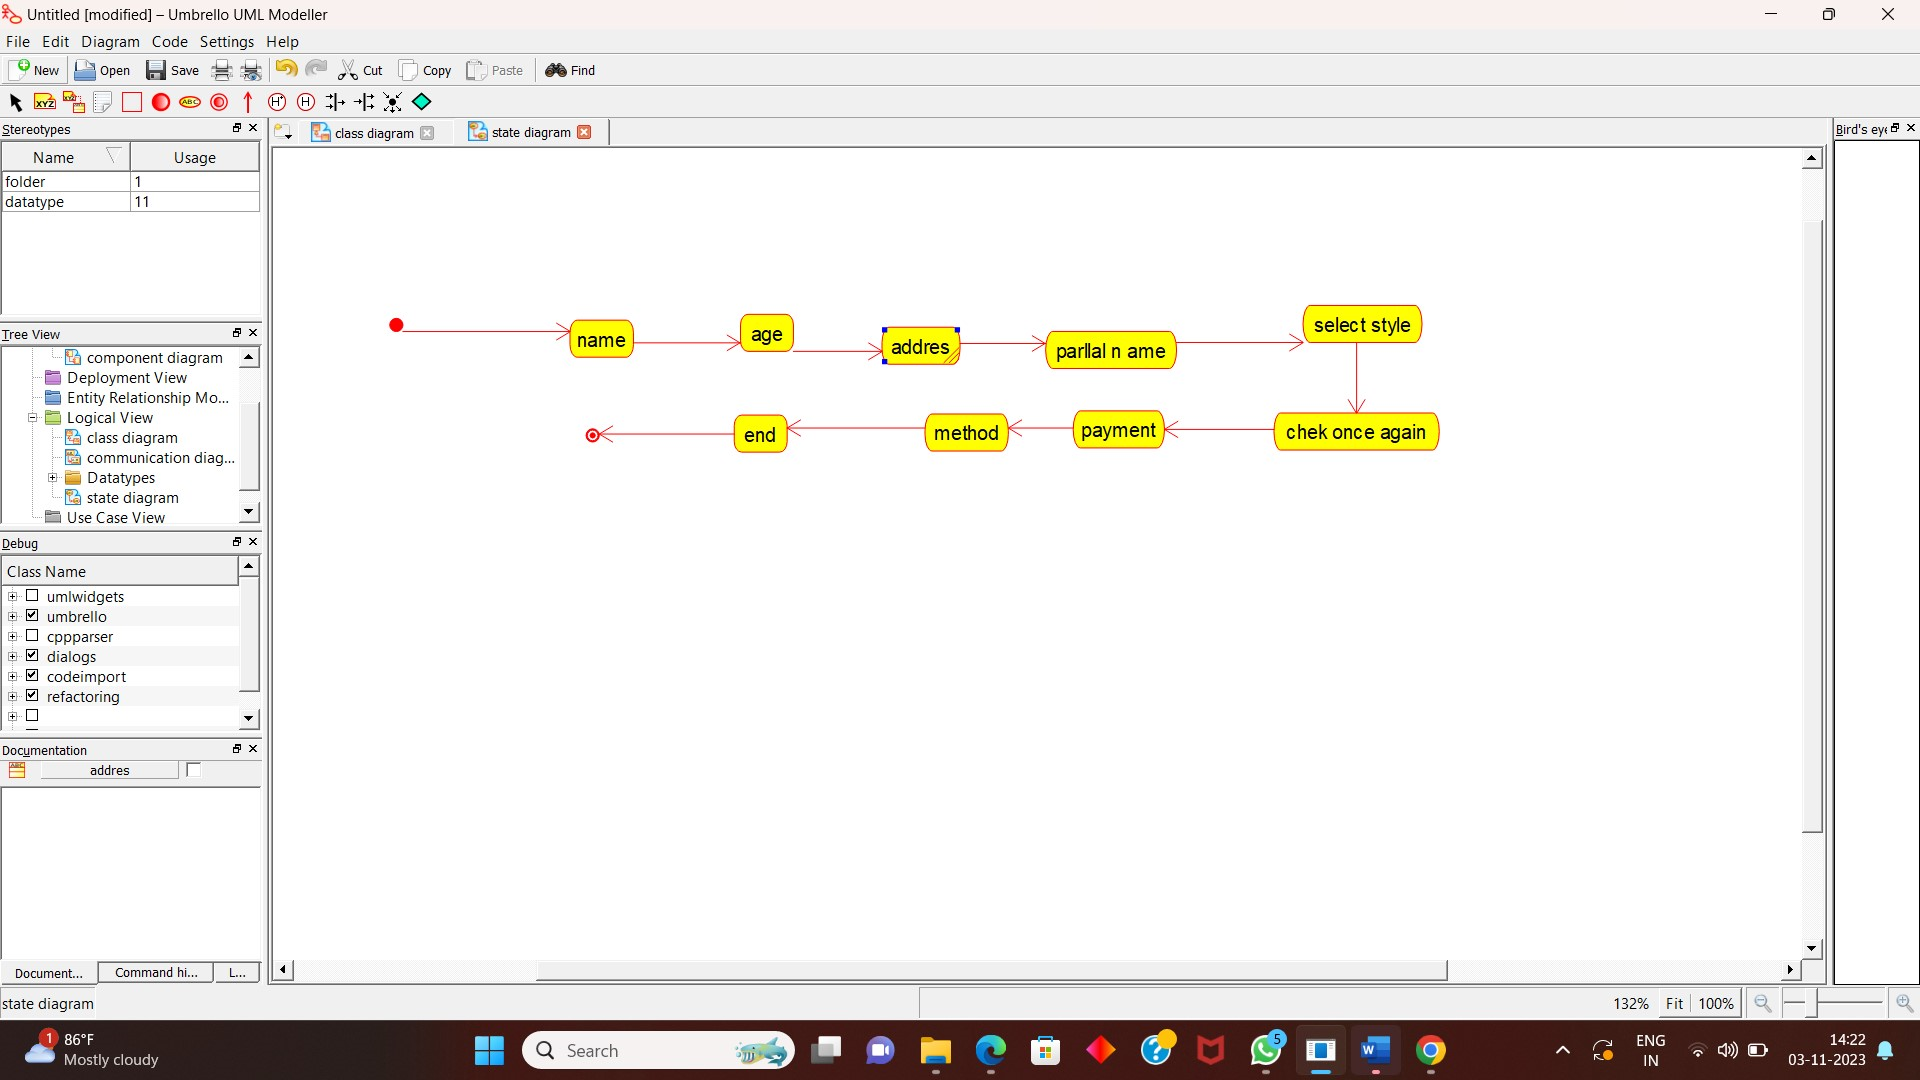 Untitled [modified] – Umbrello UML Modeller
File Edit Diagram Code Settings Help
New Open Save Cut Copy Paste Find
XYZ XYZ ABC H* H
Stereotypes
Name Usage
folder 1
datatype 11
Tree View
component diagram
Deployment View
Entity Relationship Mo...
Logical View
class diagram
communication diag...
Datatypes
state diagram
Use Case View
Debug
Class Name
umlwidgets
umbrello
cppparser
dialogs
codeimport
refactoring
Documentation
addres
Document... Command hi... L...
class diagram state diagram
Bird's eye
name age addres parllal n ame select style
end method payment chek once again
state diagram
132% Fit 100%
1 86°F
Mostly cloudy
Search
5
ENG
IN
14:22
03-11-2023